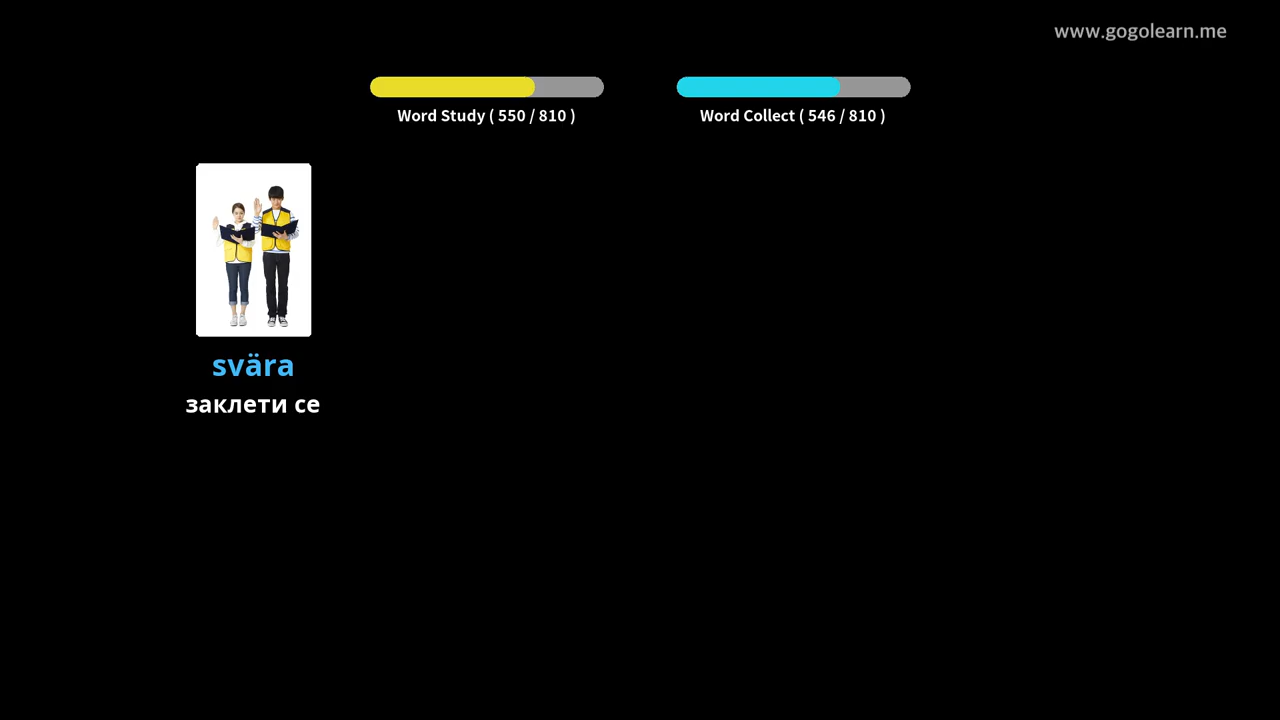 www.gogolearn.me
Word Study ( 550 / 810 )
Word Collect ( 546 / 810 )
svära
заклети се